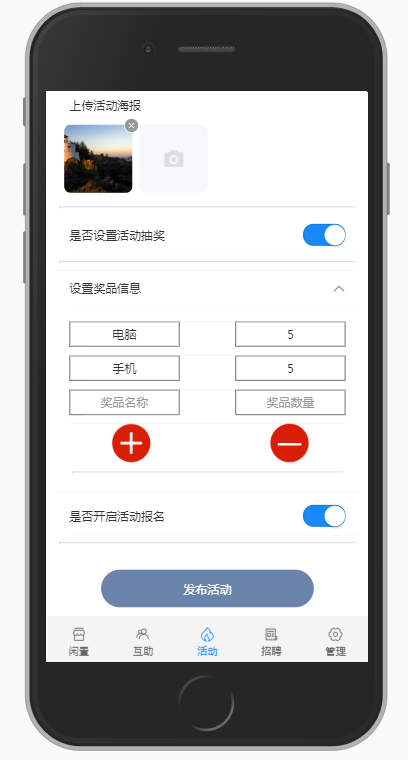 上传活动海报
是否设置活动抽奖
设置奖品信息
电脑 5
手机 5
奖品名称 奖品数量
是否开启活动报名
发布活动
闲置 互助 活动 招聘 管理